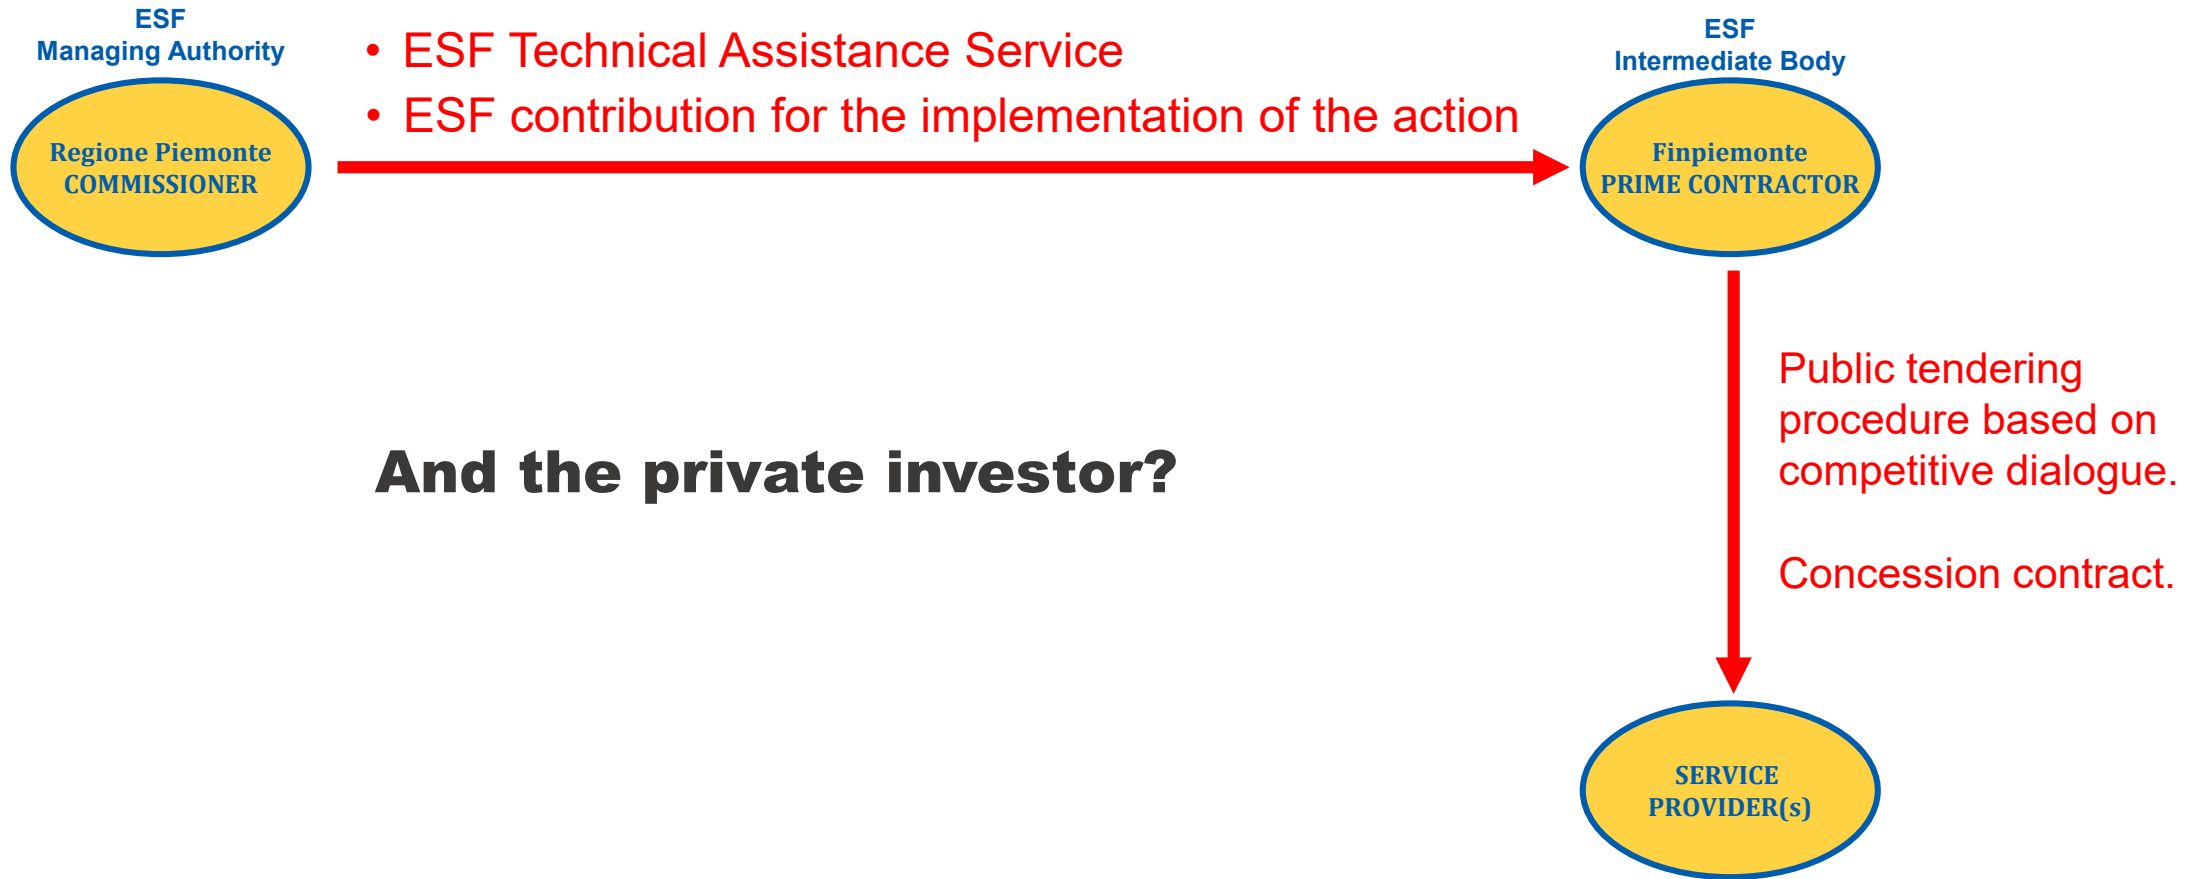 ESF
Managing Authority
Regione Piemonte
COMMISSIONER
• ESF Technical Assistance Service
• ESF contribution for the implementation of the action
ESF
Intermediate Body
Finpiemonte
PRIME CONTRACTOR
Public tendering
procedure based on
competitive dialogue.
Concession contract.
And the private investor?
SERVICE
PROVIDER(s)